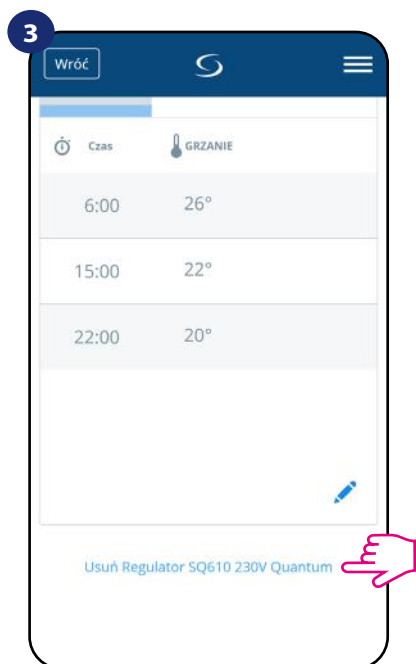 3
Wróć
Czas GRZANIE
6:00 26°
15:00 22°
22:00 20°
Usuń Regulator SQ610 230V Quantum